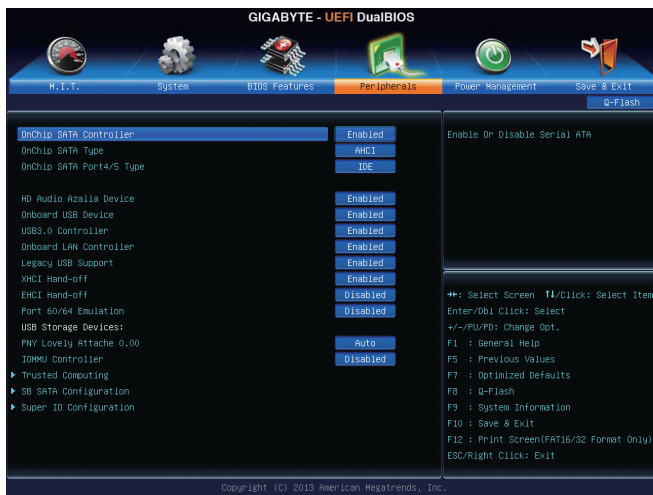 GIGABYTE - UEFI DualBIOS
M.I.T. System BIOS Features Peripherals Power Management Save & Exit
Q-Flash
OnChip SATA Controller Enabled
OnChip SATA Type AHCI
OnChip SATA Port4/5 Type IDE
HD Audio Azalia Device Enabled
Onboard USB Device Enabled
USB3.0 Controller Enabled
Onboard LAN Controller Enabled
Legacy USB Support Enabled
XHCI Hand-off Enabled
EHCI Hand-off Disabled
Port 60/64 Emulation Disabled
USB Storage Devices:
PNY Lovely Attache 0.00 Auto
IOMMU Controller Disabled
Trusted Computing
SB SATA Configuration
Super IO Configuration
Enable Or Disable Serial ATA
→←: Select Screen ↑↓/Click: Select Item
Enter/Dbl Click: Select
+/-/PU/PD: Change Opt.
F1 : General Help
F5 : Previous Values
F7 : Optimized Defaults
F8 : Q-Flash
F9 : System Information
F10 : Save & Exit
F12 : Print Screen(FAT16/32 Format Only)
ESC/Right Click: Exit
Copyright (C) 2013 American Megatrends, Inc.